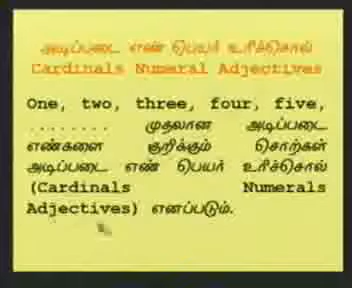 அடிப்படை எண் பெயர் உரிச்சொல்
Cardinals Numeral Adjectives
One, two, three, four, five,
........ முதலான அடிப்படை
எண்களை குறிக்கும் சொற்கள்
அடிப்படை எண் பெயர் உரிச்சொல்
(Cardinals Numerals
Adjectives) எனப்படும்.